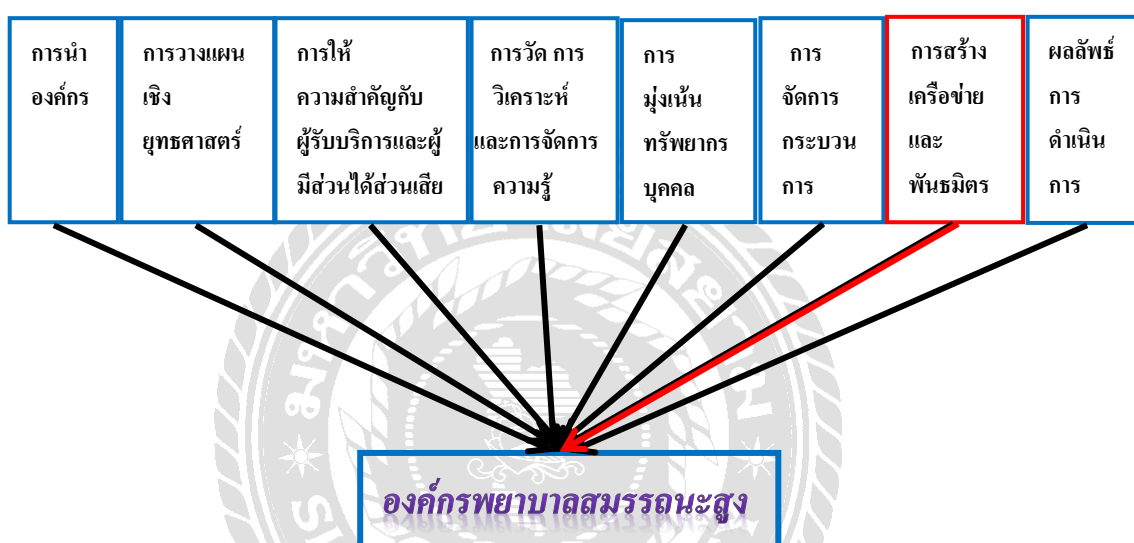 การนำ
องค์กร
การวางแผน
เชิง
ยุทธศาสตร์
การให้
ความสำคัญกับ
ผู้รับบริการและผู้
มีส่วนได้ส่วนเสีย
การวัด การ
วิเคราะห์
และการจัดการ
ความรู้
การ
มุ่งเน้น
ทรัพยากร
บุคคล
การ
จัดการ
กระบวน
การ
การสร้าง
เครือข่าย
และ
พันธมิตร
ผลลัพธ์
การ
ดำเนิน
การ
องค์กรพยาบาลสมรรถนะสูง